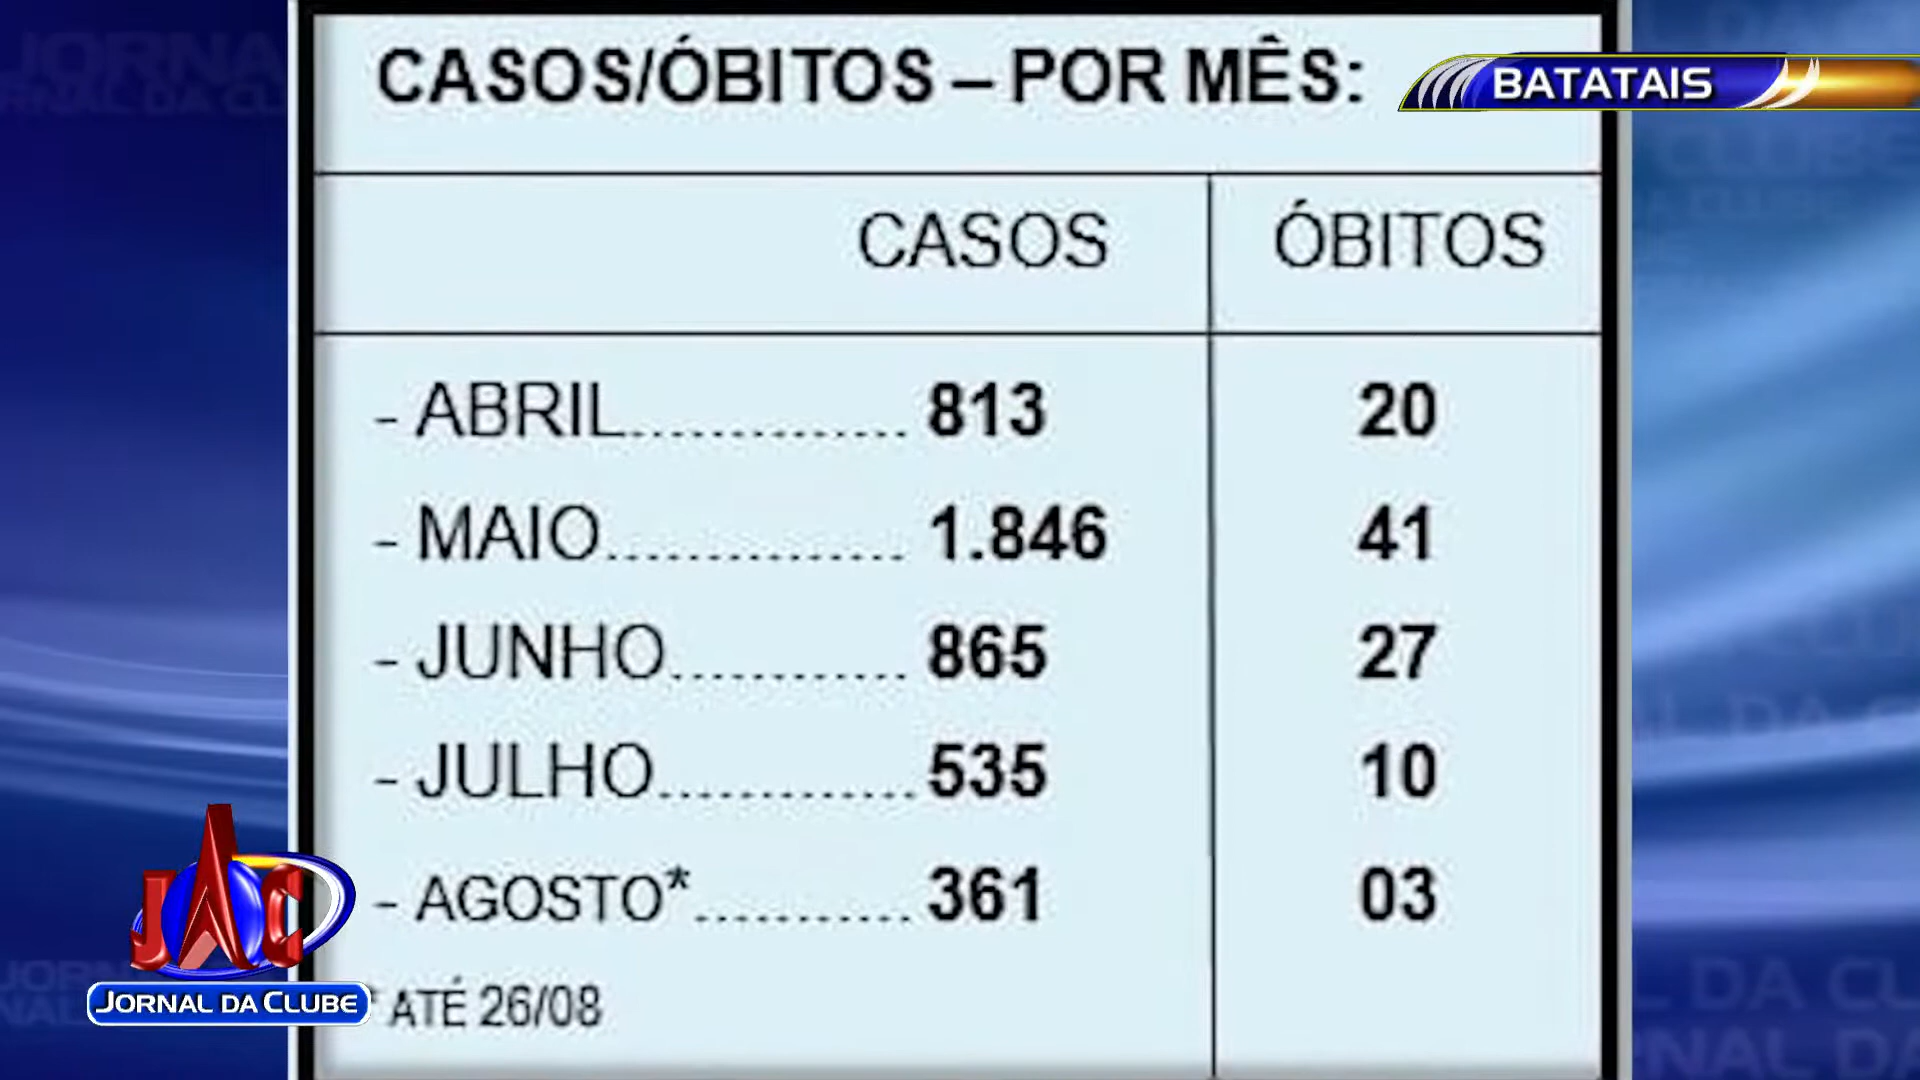 CASOS/ÓBITOS – POR MÊS:
BATATAIS
CASOS ÓBITOS
- ABRIL.............. 813 20
- MAIO............... 1.846 41
- JUNHO............ 865 27
- JULHO............. 535 10
- AGOSTO*........... 361 03
ATÉ 26/08
JAC
JORNAL DA CLUBE